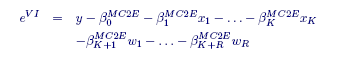 e^{VI} = y − β_0^{MC2E} − β_1^{MC2E} x_1 − … − β_K^{MC2E} x_K
−β_{K+1}^{MC2E} w_1 − … − β_{K+R}^{MC2E} w_R